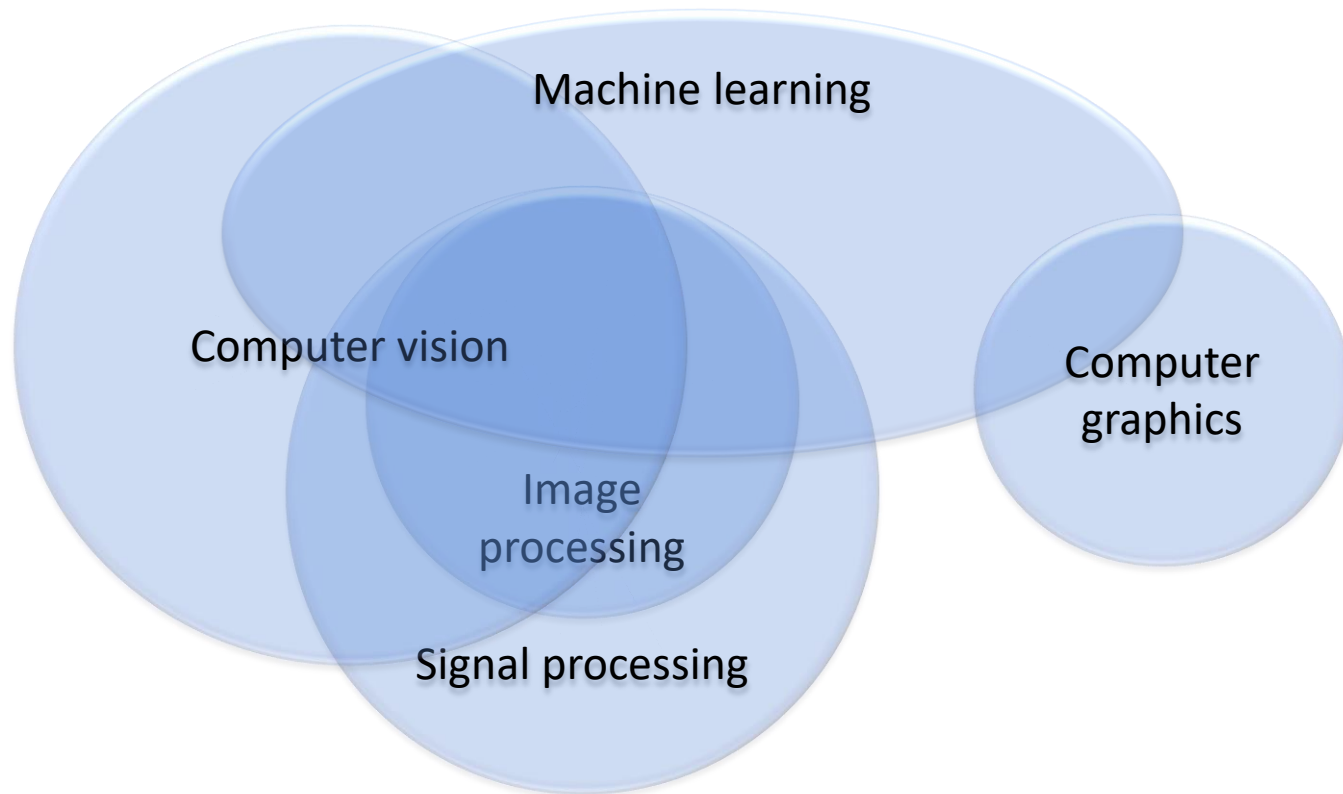 Machine learning
Computer vision
Computer
graphics
Image
processing
Signal processing